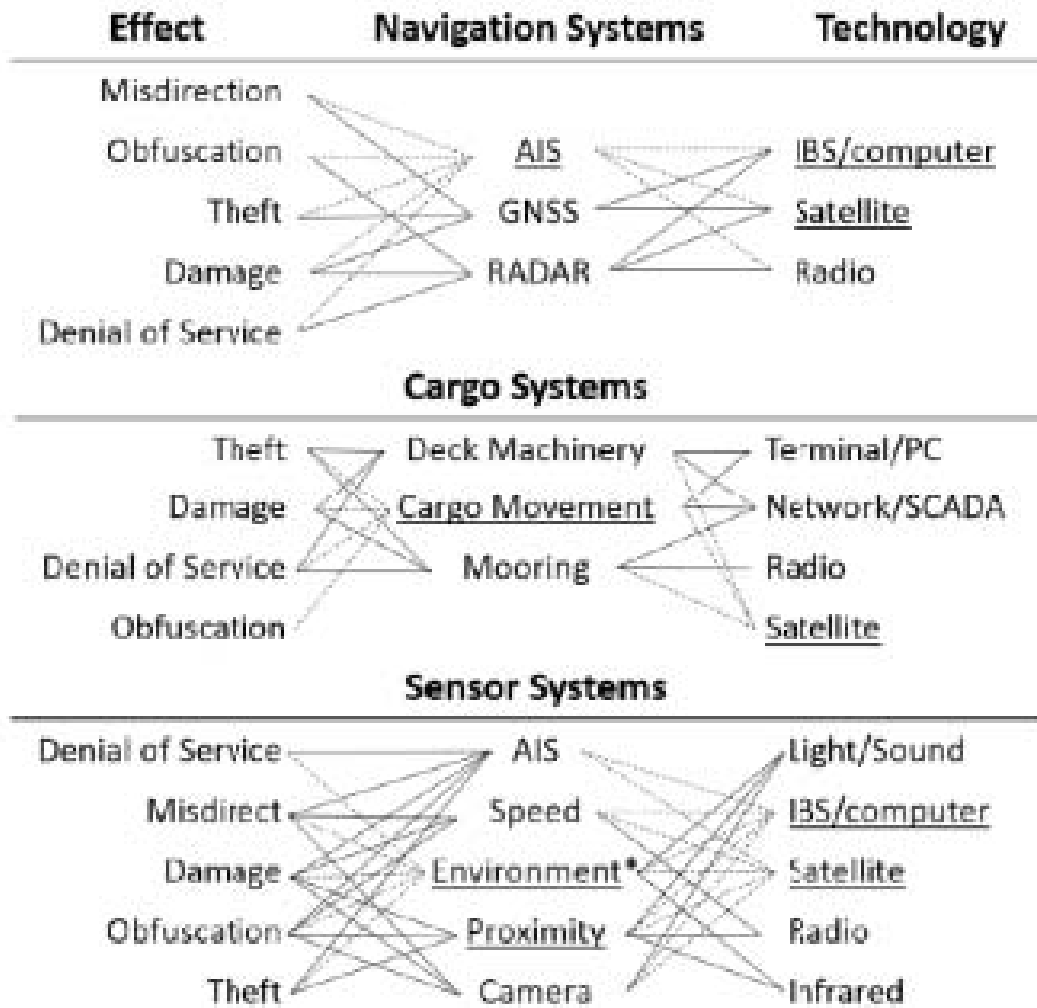 Effect Navigation Systems Technology
Misdirection
Obfuscation AIS IBS/computer
Theft GNSS Satellite
Damage RADAR Radio
Denial of Service
Cargo Systems
Theft Deck Machinery Terminal/PC
Damage Cargo Movement Network/SCADA
Denial of Service Mooring Radio
Obfuscation Satellite
Sensor Systems
Denial of Service AIS Light/Sound
Misdirect Speed IBS/computer
Damage Environment* Satellite
Obfuscation Proximity Radio
Theft Camera Infrared